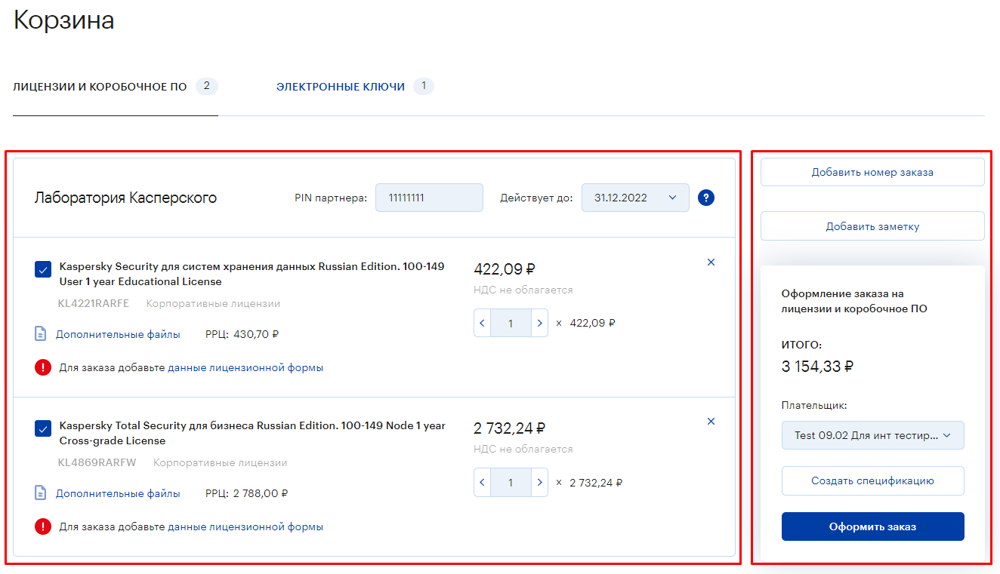 Корзина
ЛИЦЕНЗИИ И КОРОБОЧНОЕ ПО 2
ЭЛЕКТРОННЫЕ КЛЮЧИ 1
Лаборатория Касперского
PIN партнера: 11111111
Действует до: 31.12.2022 ?
Kaspersky Security для систем хранения данных Russian Edition. 100-149
User 1 year Educational License
KL4221RARFE Корпоративные лицензии
Дополнительные файлы РРЦ: 430,70 ₽
! Для заказа добавьте данные лицензионной формы
422,09 ₽
НДС не облагается
< 1 > x 422,09 ₽
×
Kaspersky Total Security для бизнеса Russian Edition. 100-149 Node 1 year
Cross-grade License
KL4869RARFW Корпоративные лицензии
Дополнительные файлы РРЦ: 2 788,00 ₽
! Для заказа добавьте данные лицензионной формы
2 732,24 ₽
НДС не облагается
< 1 > x 2 732,24 ₽
×
Добавить номер заказа
Добавить заметку
Оформление заказа на
лицензии и коробочное ПО
ИТОГО:
3 154,33 ₽
Плательщик:
Test 09.02 Для инт тестир...
Создать спецификацию
Оформить заказ